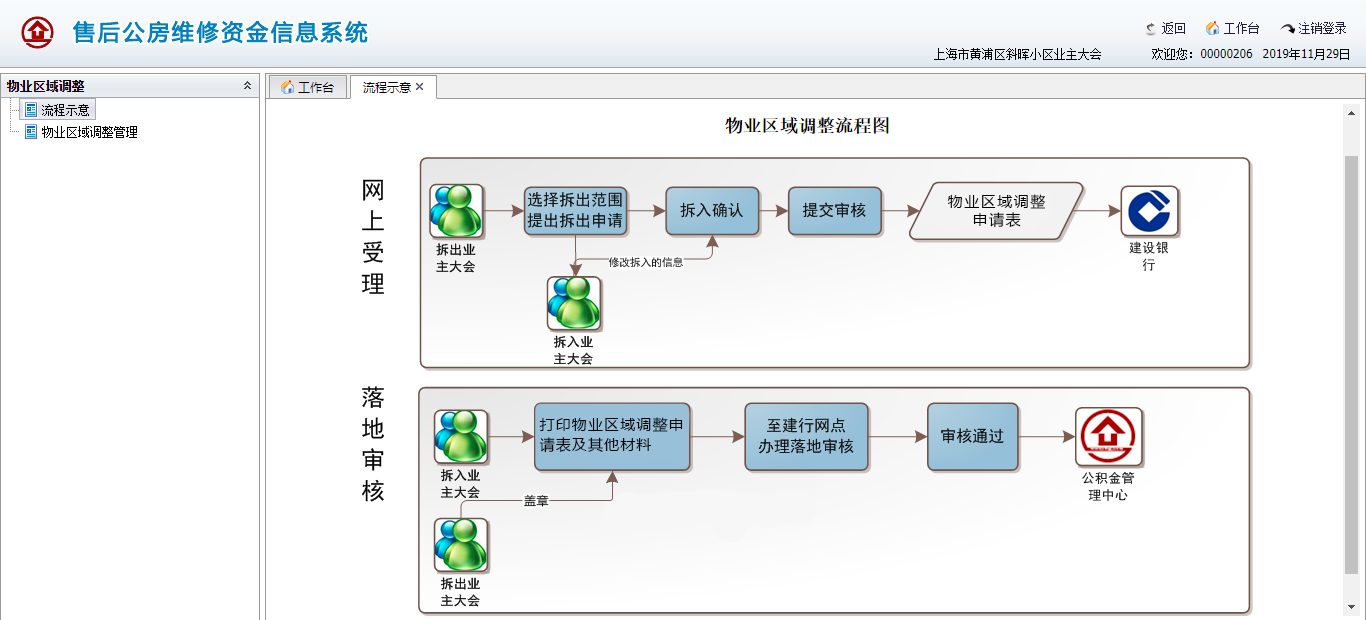 售后公房维修资金信息系统
返回 工作台 注销登录
上海市黄浦区斜晖小区业主大会 欢迎您：00000206 2019年11月29日
物业区域调整
流程示意
物业区域调整管理
工作台
流程示意
物业区域调整流程图
网
上
受
理
拆出业
主大会
选择拆出范围
提出拆出申请
拆入确认
提交审核
物业区域调整
申请表
建设银
行
修改拆入的信息
拆入业
主大会
落
地
审
核
拆入业
主大会
打印物业区域调整申
请表及其他材料
至建行网点
办理落地审核
审核通过
公积金管
理中心
盖章
拆出业
主大会